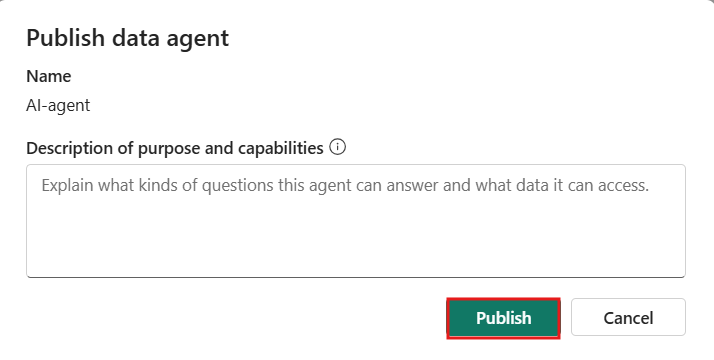 Publish data agent
Name
AI-agent
Description of purpose and capabilities
Explain what kinds of questions this agent can answer and what data it can access.
Publish
Cancel